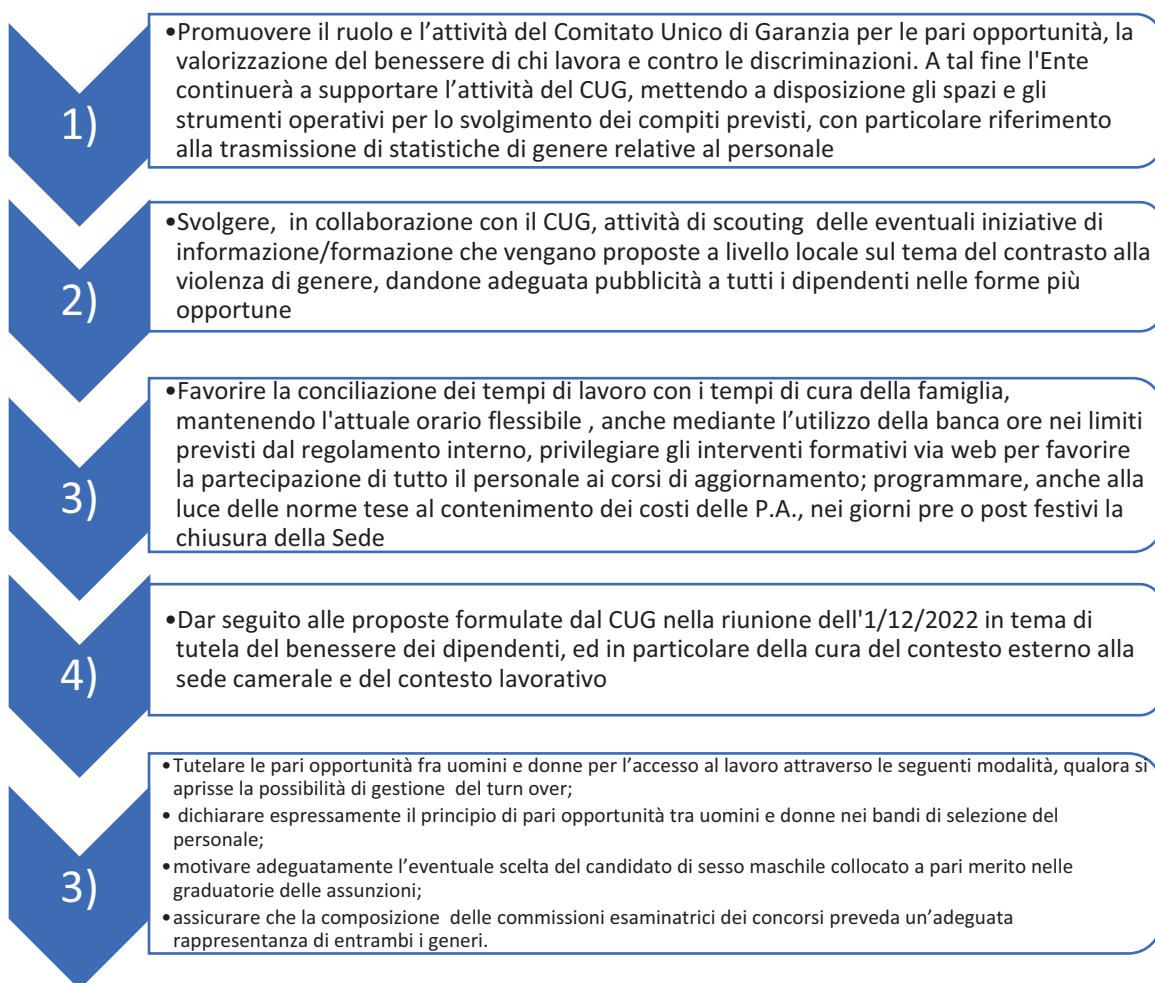 1)
•Promuovere il ruolo e l’attività del Comitato Unico di Garanzia per le pari opportunità, la
valorizzazione del benessere di chi lavora e contro le discriminazioni. A tal fine l'Ente
continuerà a supportare l’attività del CUG, mettendo a disposizione gli spazi e gli
strumenti operativi per lo svolgimento dei compiti previsti, con particolare riferimento
alla trasmissione di statistiche di genere relative al personale
2)
•Svolgere, in collaborazione con il CUG, attività di scouting delle eventuali iniziative di
informazione/formazione che vengano proposte a livello locale sul tema del contrasto alla
violenza di genere, dandone adeguata pubblicità a tutti i dipendenti nelle forme più
opportune
3)
•Favorire la conciliazione dei tempi di lavoro con i tempi di cura della famiglia,
mantenendo l'attuale orario flessibile , anche mediante l’utilizzo della banca ore nei limiti
previsti dal regolamento interno, privilegiare gli interventi formativi via web per favorire
la partecipazione di tutto il personale ai corsi di aggiornamento; programmare, anche alla
luce delle norme tese al contenimento dei costi delle P.A., nei giorni pre o post festivi la
chiusura della Sede
4)
•Dar seguito alle proposte formulate dal CUG nella riunione dell'1/12/2022 in tema di
tutela del benessere dei dipendenti, ed in particolare della cura del contesto esterno alla
sede camerale e del contesto lavorativo
3)
•Tutelare le pari opportunità fra uomini e donne per l’accesso al lavoro attraverso le seguenti modalità, qualora si
aprisse la possibilità di gestione del turn over;
• dichiarare espressamente il principio di pari opportunità tra uomini e donne nei bandi di selezione del
personale;
•motivare adeguatamente l’eventuale scelta del candidato di sesso maschile collocato a pari merito nelle
graduatorie delle assunzioni;
•assicurare che la composizione delle commissioni esaminatrici dei concorsi preveda un’adeguata
rappresentanza di entrambi i generi.